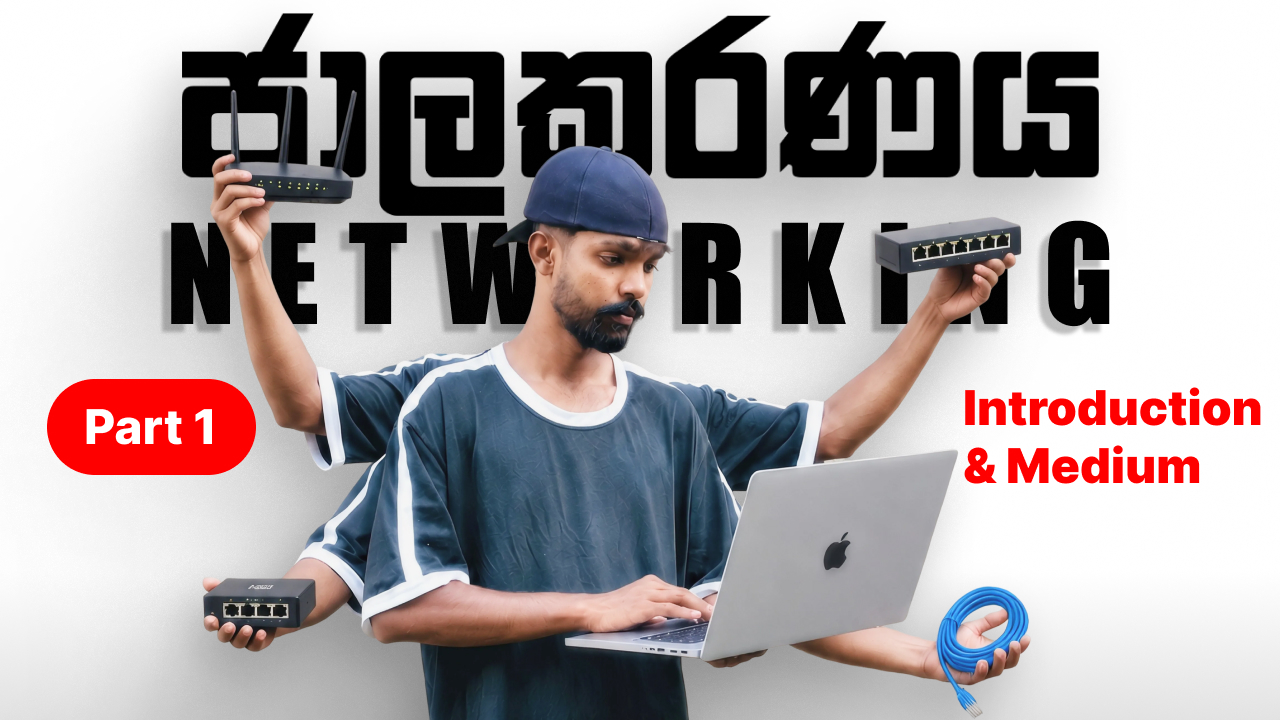 ජාලකරණය
NETWORKING
Part 1
Introduction
& Medium